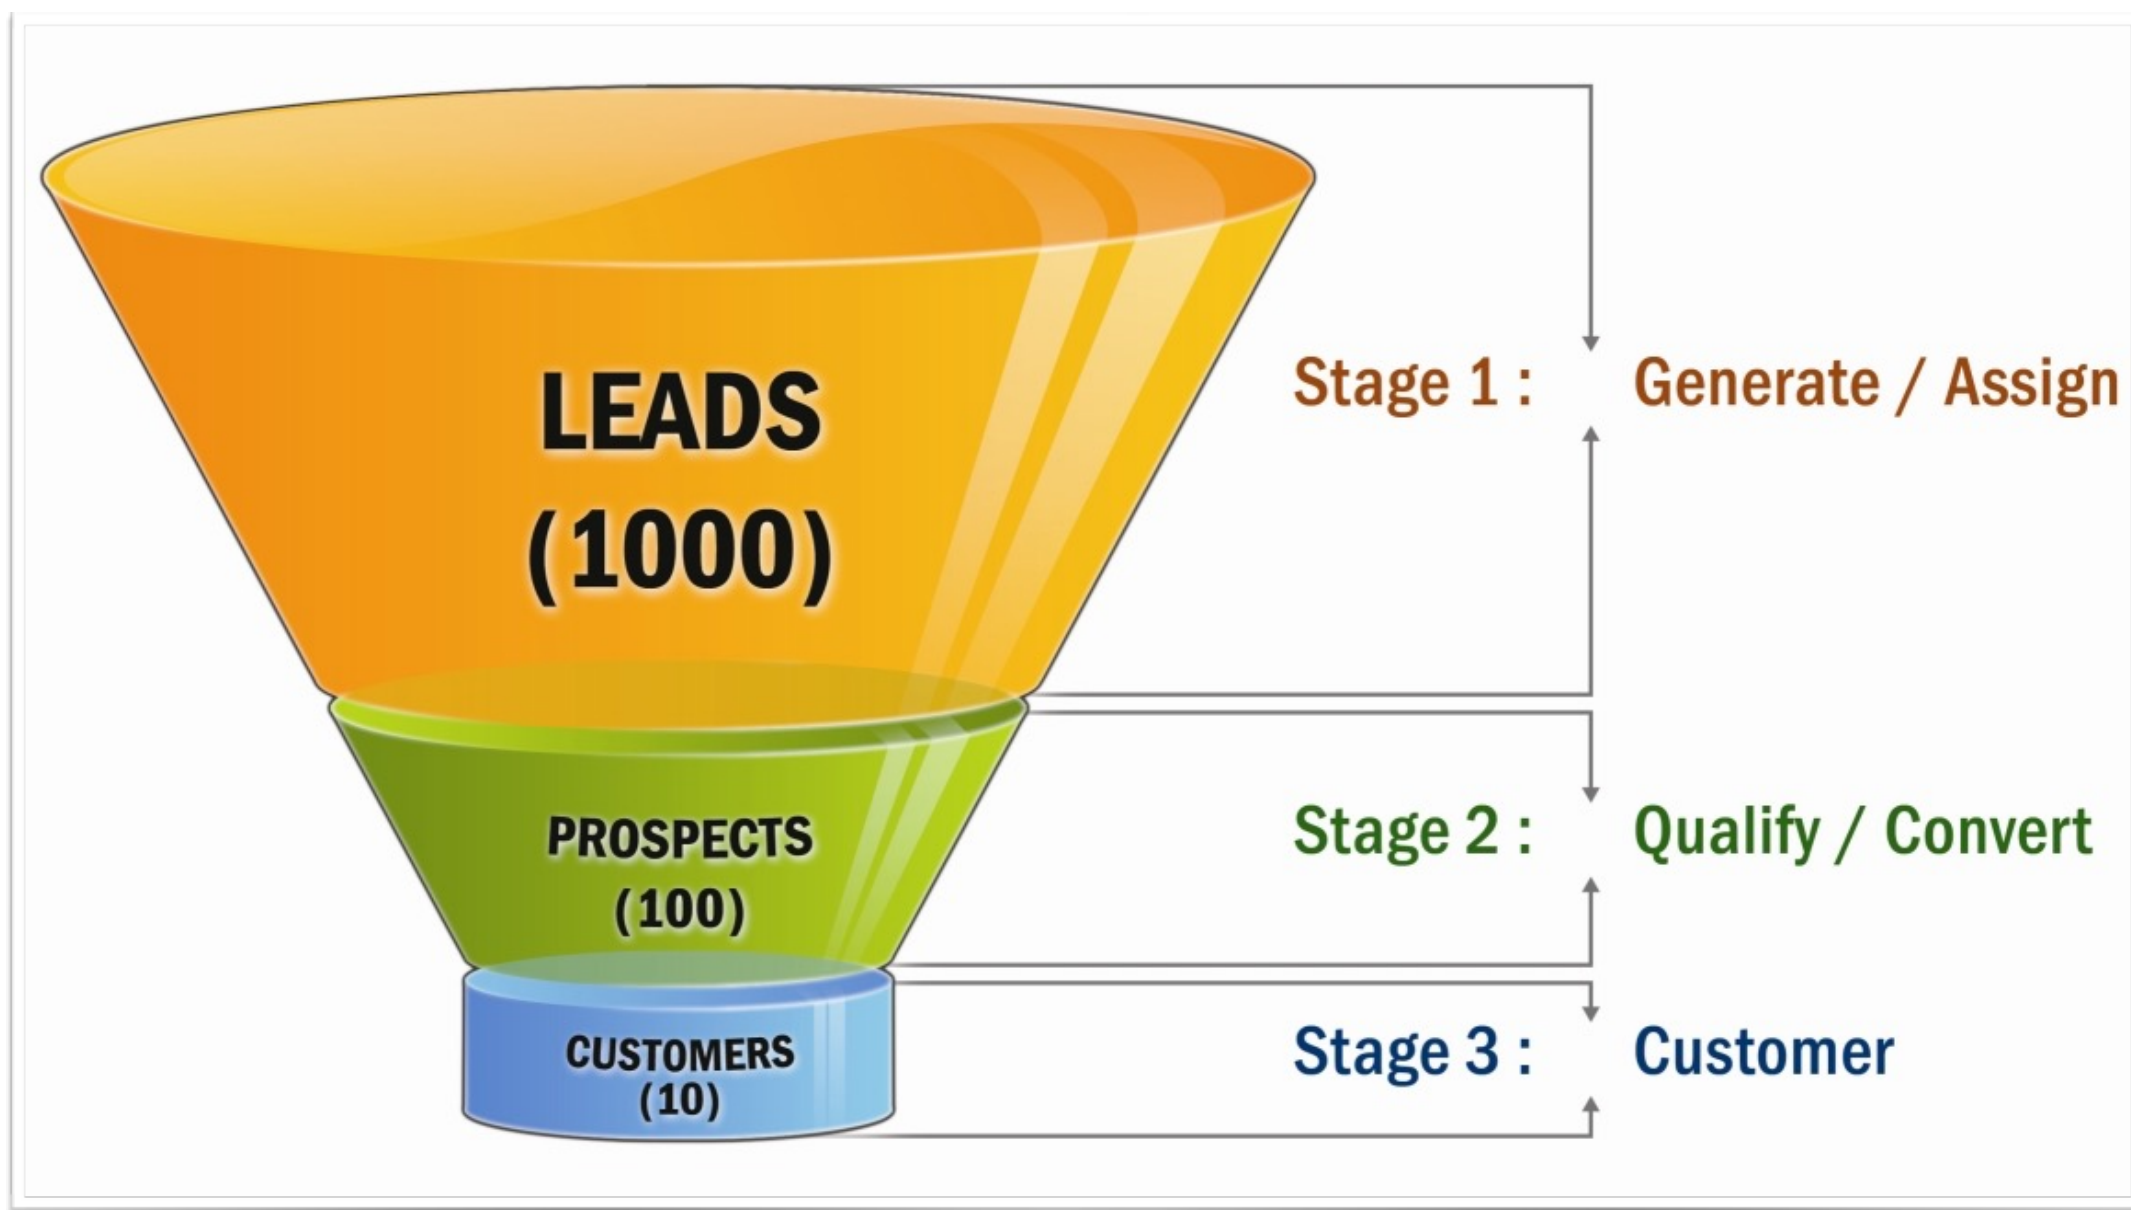 LEADS
(1000)
Stage 1 : Generate / Assign
PROSPECTS
(100)
Stage 2 : Qualify / Convert
CUSTOMERS
(10)
Stage 3 : Customer